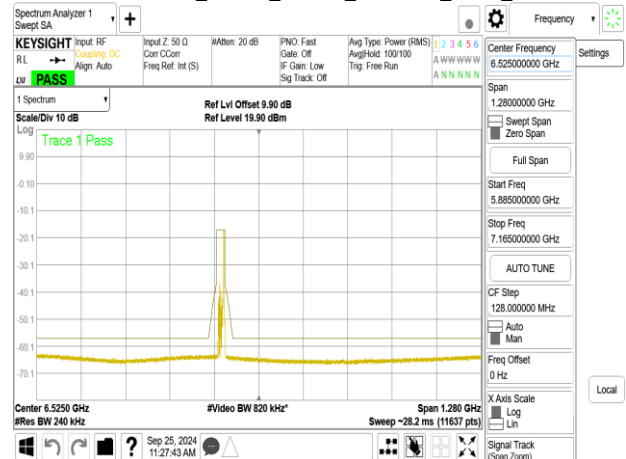 Spectrum Analyzer 1
Swept SA
Frequency
KEYSIGHT
RL
LXI
PASS
Input: RF
Coupling: DC
Align: Auto
Input Z: 50 Ω
Corr CCorr
Freq Ref: Int (S)
#Atten: 20 dB
PNO: Fast
Gate: Off
IF Gain: Low
Sig Track: Off
Avg Type: Power (RMS)
Avg|Hold: 100/100
Trig: Free Run
1 2 3 4 5 6
A W W W W W
A N N N N N
1 Spectrum
Scale/Div 10 dB
Ref Lvl Offset 9.90 dB
Ref Level 19.90 dBm
Log
Trace 1 Pass
9.90
-0.10
-10.1
-20.1
-30.1
-40.1
-50.1
-60.1
-70.1
Center 6.5250 GHz
#Video BW 820 kHz*
Span 1.280 GHz
#Res BW 240 kHz
Sweep ~28.2 ms (11637 pts)
?
Sep 25, 2024
11:27:43 AM
Center Frequency
6.525000000 GHz
Settings
Span
1.28000000 GHz
Swept Span
Zero Span
Full Span
Start Freq
5.885000000 GHz
Stop Freq
7.165000000 GHz
AUTO TUNE
CF Step
128.000000 MHz
Auto
Man
Freq Offset
0 Hz
X Axis Scale
Log
Lin
Local
Signal Track
(Span Zoom)